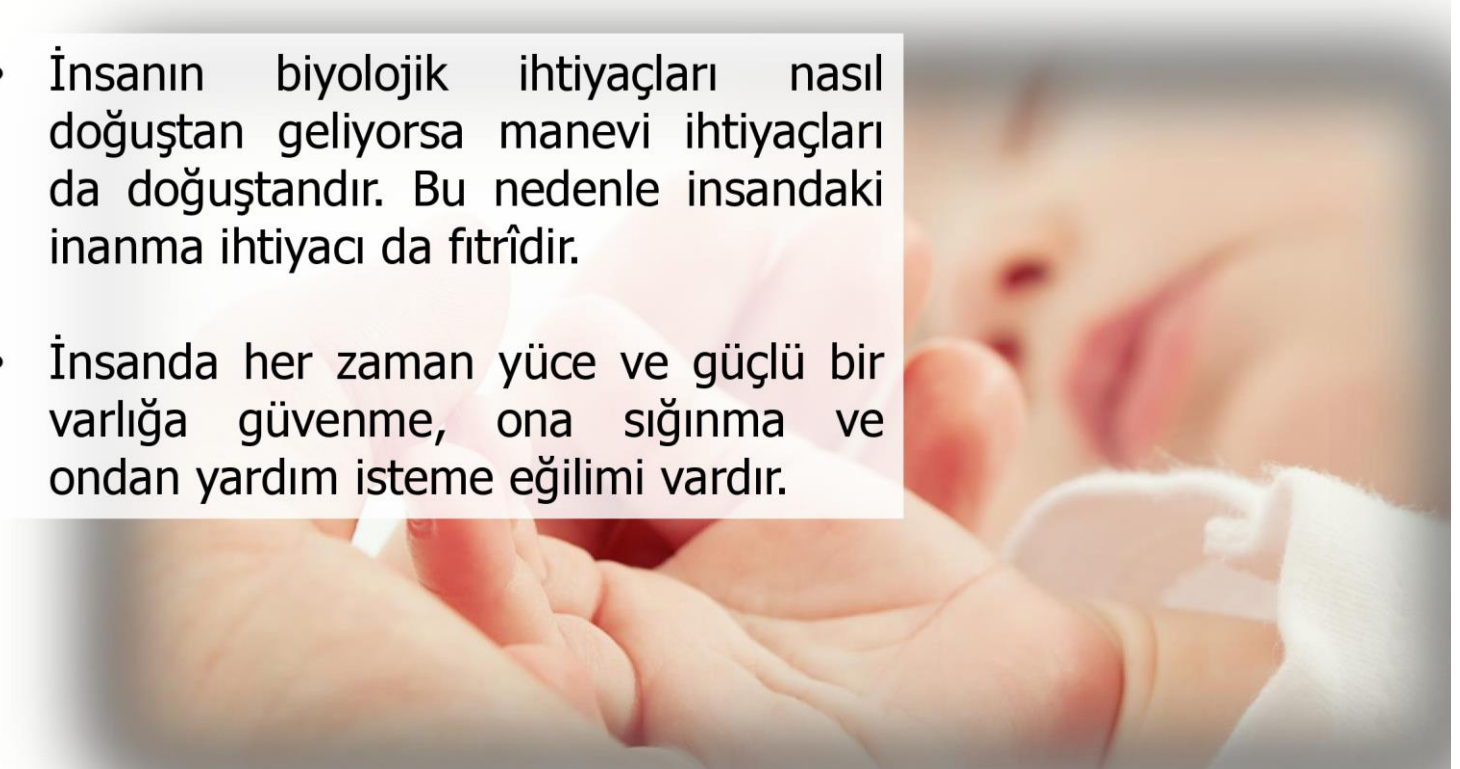 • İnsanın biyolojik ihtiyaçları nasıl
doğuştan geliyorsa manevi ihtiyaçları
da doğuştandır. Bu nedenle insandaki
inanma ihtiyacı da fıtrîdir.
• İnsanda her zaman yüce ve güçlü bir
varlığa güvenme, ona sığınma ve
ondan yardım isteme eğilimi vardır.